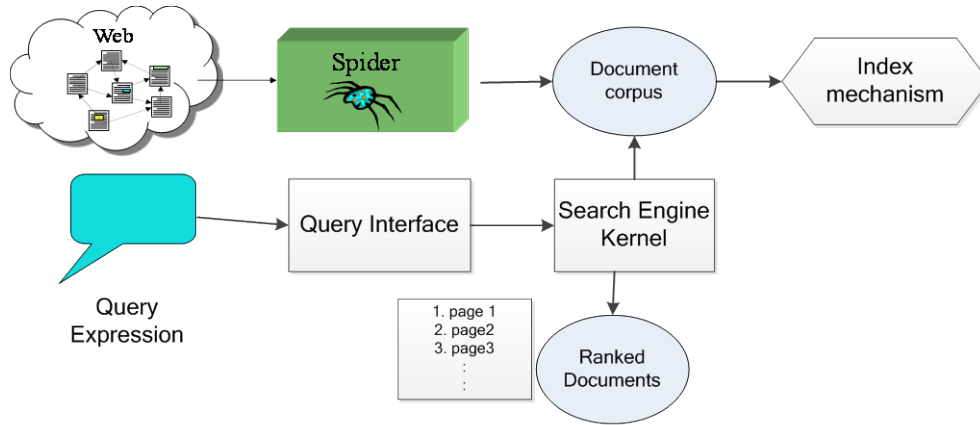 Web
Spider
Document
corpus
Index
mechanism
Query Interface
Search Engine
Kernel
Query
Expression
1. page 1
2. page2
3. page3
:
:
Ranked
Documents